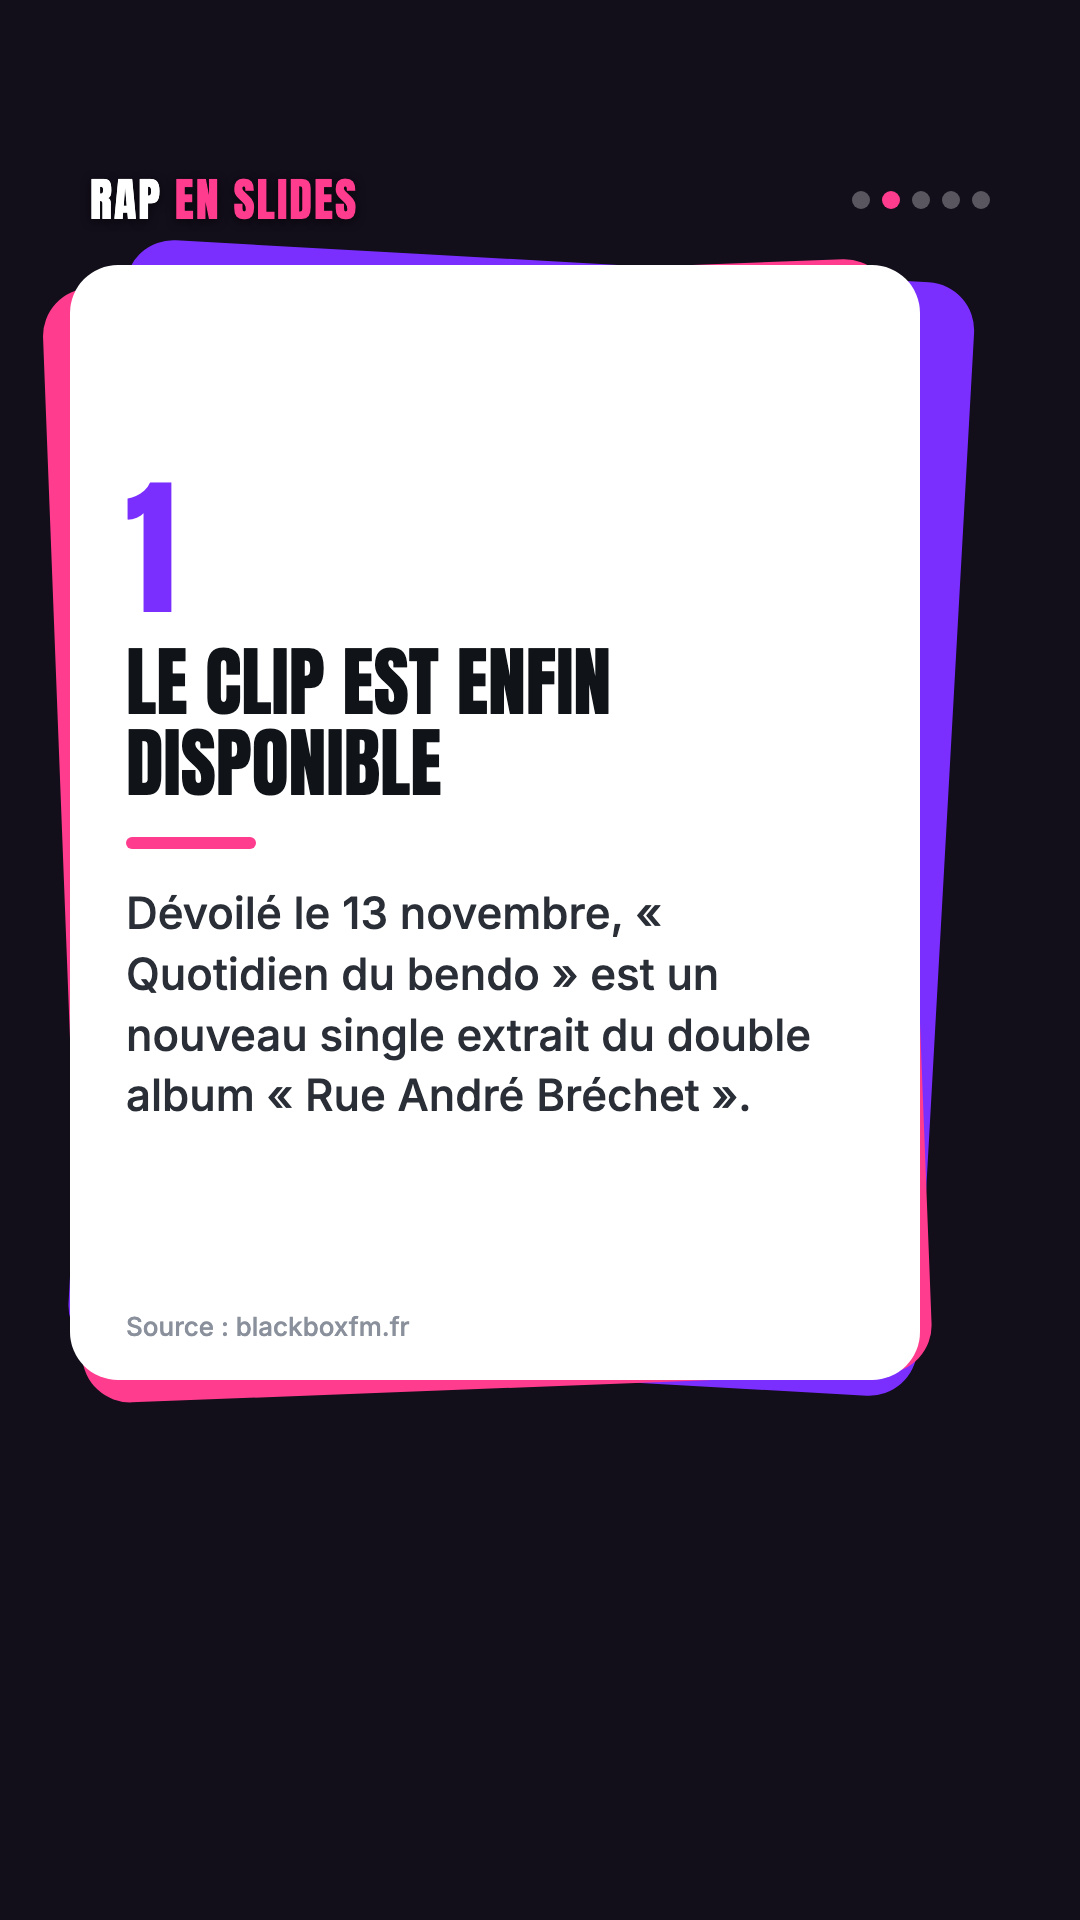 RAP EN SLIDES
1
LE CLIP EST ENFIN
DISPONIBLE
Dévoilé le 13 novembre, «
Quotidien du bendo » est un
nouveau single extrait du double
album « Rue André Bréchet ».
Source : blackboxfm.fr